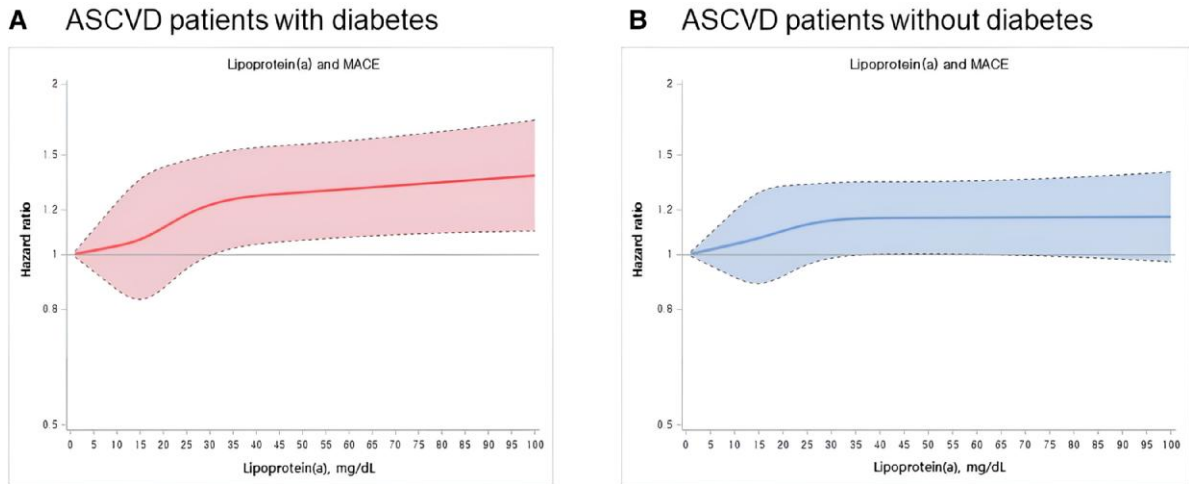 A ASCVD patients with diabetes
Lipoprotein(a) and MACE
2
1.5
1.2
1
0.8
0.5
Hazard ratio
0 5 10 15 20 25 30 35 40 45 50 55 60 65 70 75 80 85 90 95 100
Lipoprotein(a), mg/dL
B ASCVD patients without diabetes
Lipoprotein(a) and MACE
2
1.5
1.2
1
0.8
0.5
Hazard ratio
0 5 10 15 20 25 30 35 40 45 50 55 60 65 70 75 80 85 90 95 100
Lipoprotein(a), mg/dL